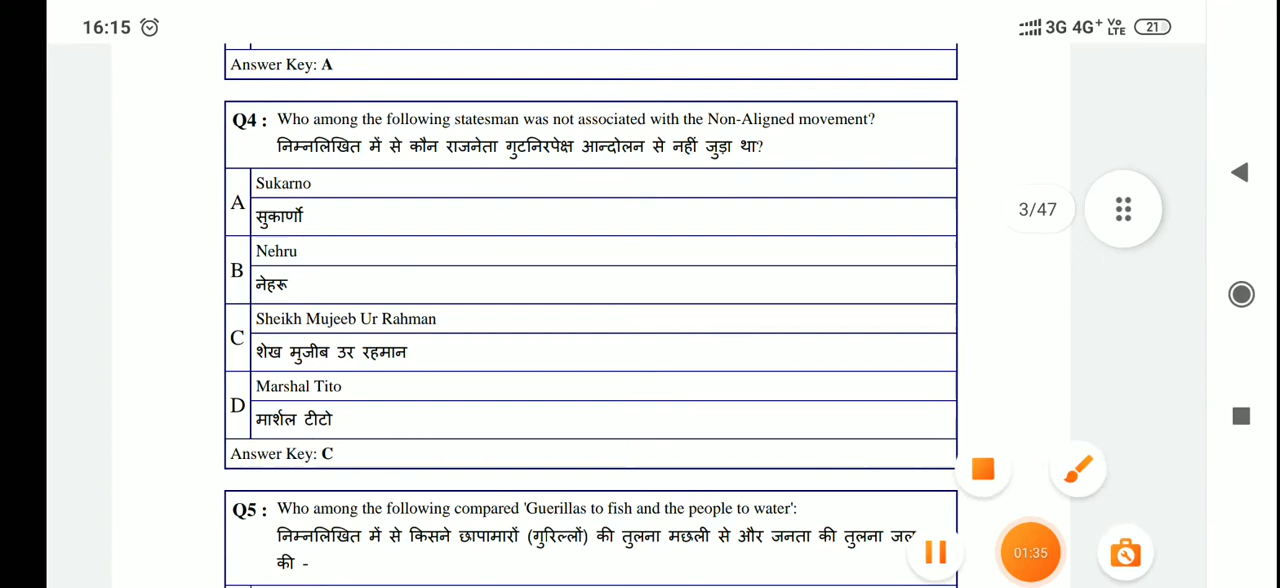 16:15
3G 4G+ Vo LTE 21
Answer Key: A
Q4 : Who among the following statesman was not associated with the Non-Aligned movement?
निम्नलिखित में से कौन राजनेता गुटनिरपेक्ष आन्दोलन से नहीं जुड़ा था?
A
Sukarno
सुकार्णो
B
Nehru
नेहरू
C
Sheikh Mujeeb Ur Rahman
शेख मुजीब उर रहमान
D
Marshal Tito
मार्शल टीटो
Answer Key: C
3/47
Q5 : Who among the following compared 'Guerillas to fish and the people to water':
निम्नलिखित में से किसने छापामारों (गुरिल्लों) की तुलना मछली से और जनता की तुलना जल
की -
01:35